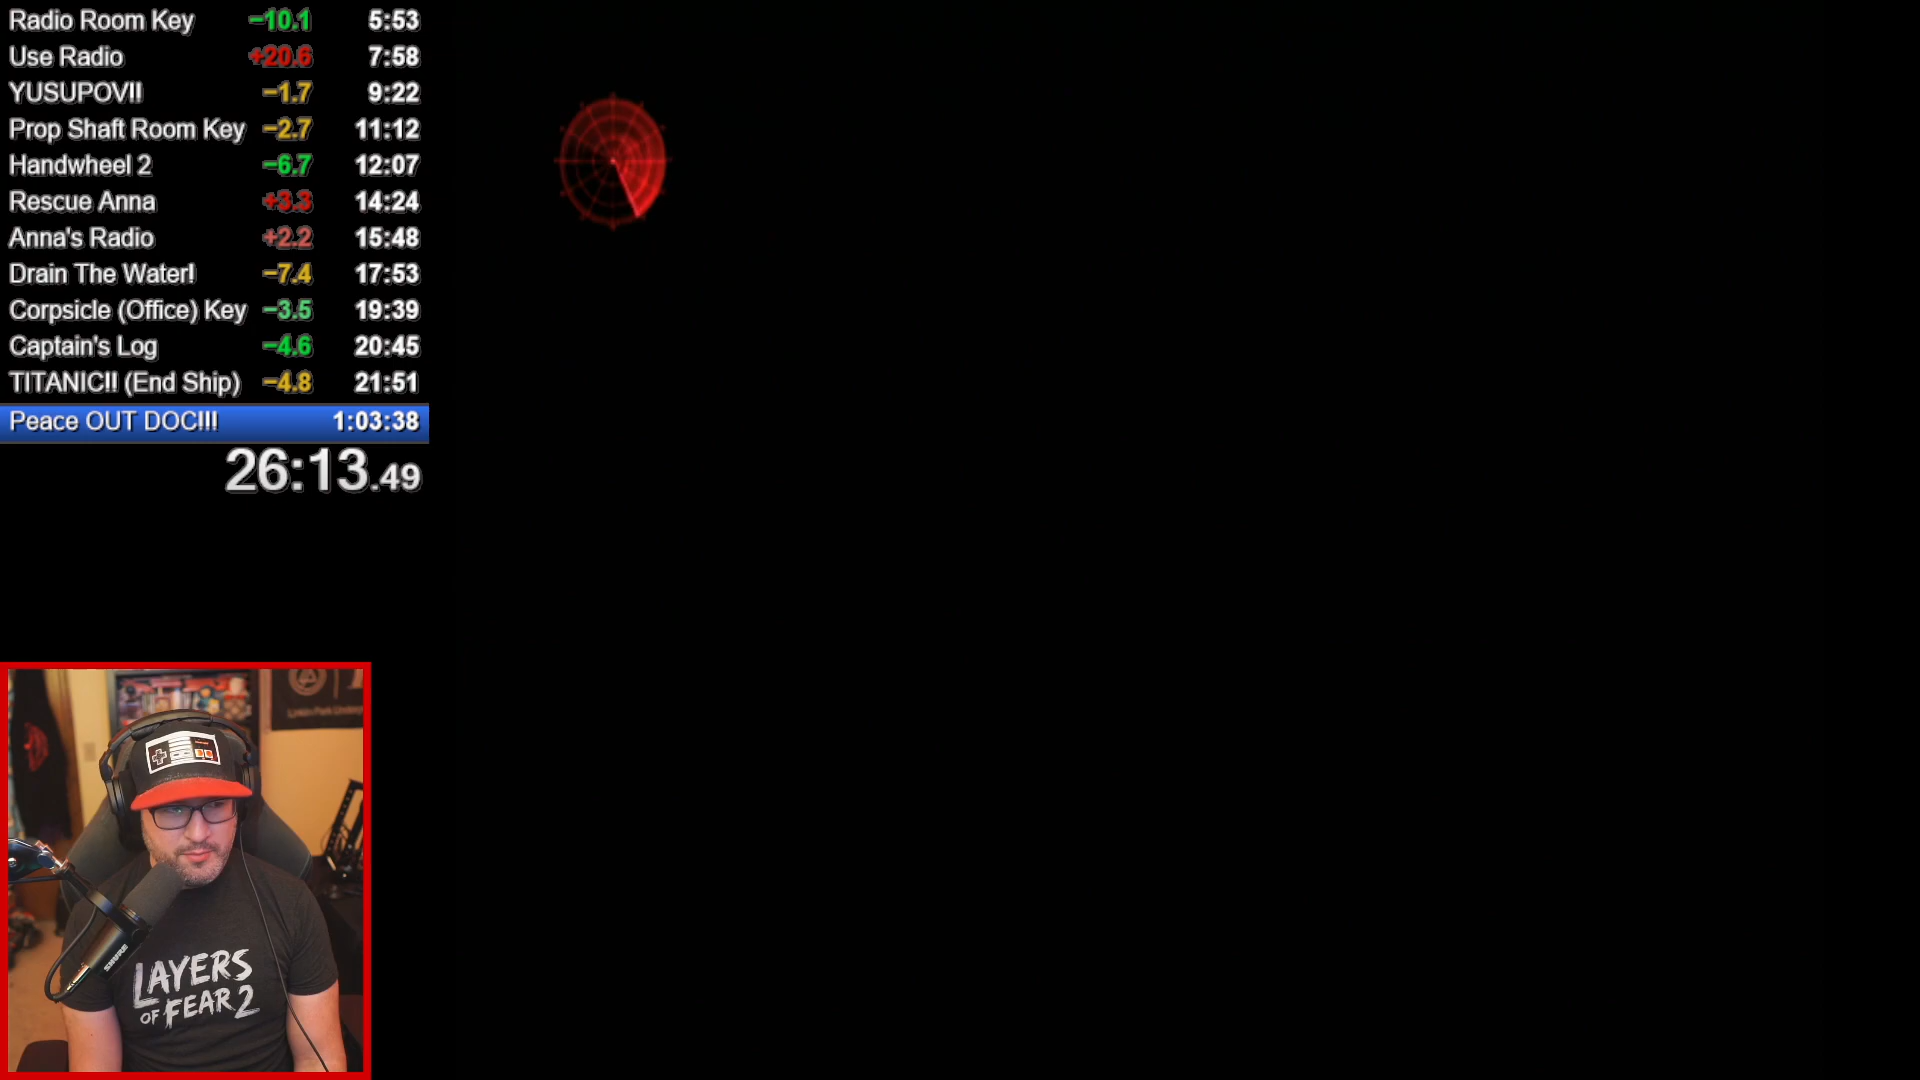 Radio Room Key −10.1 5:53
Use Radio +20.6 7:58
YUSUPOV!! −1.7 9:22
Prop Shaft Room Key −2.7 11:12
Handwheel 2 −6.7 12:07
Rescue Anna +3.3 14:24
Anna's Radio +2.2 15:48
Drain The Water! −7.4 17:53
Corpsicle (Office) Key −3.5 19:39
Captain's Log −4.6 20:45
TITANIC!! (End Ship) −4.8 21:51
Peace OUT DOC!!! 1:03:38
26:13.49
SHURE
LAYERS
OF FEAR 2